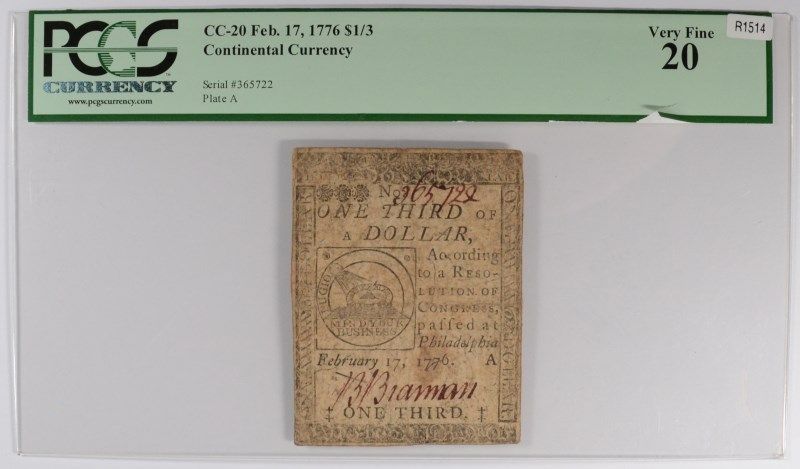 PCGS
CURRENCY
www.pcgscurrency.com
CC-20 Feb. 17, 1776 $1/3
Continental Currency
Serial #365722
Plate A
Very Fine
20
R1514
No 365722
ONE THIRD OF
A DOLLAR,
According
to a RESO-
LUTION OF
CONGRESS,
passed at
Philadelphia
February 17, 1776. A
FUGIO
MIND YOUR
BUSINESS
B Brannan
‡ ONE THIRD. ‡